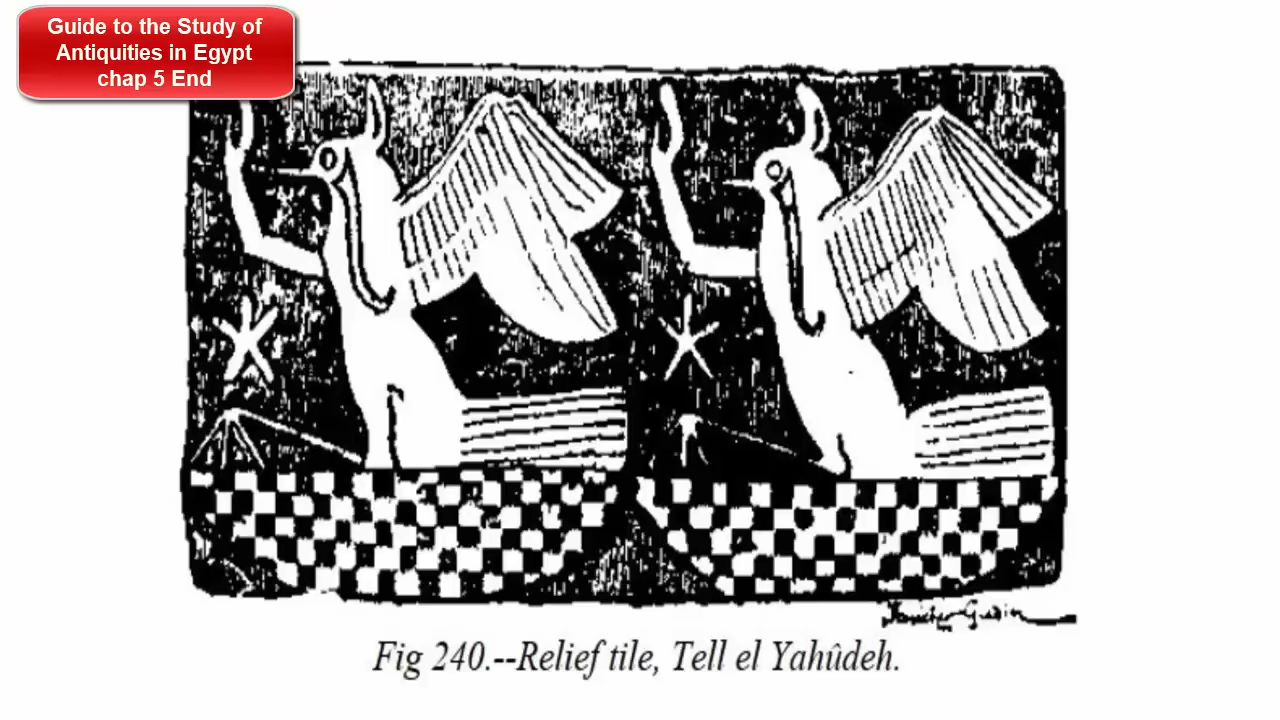 Guide to the Study of
Antiquities in Egypt
chap 5 End
Fig 240.--Relief tile, Tell el Yahûdeh.